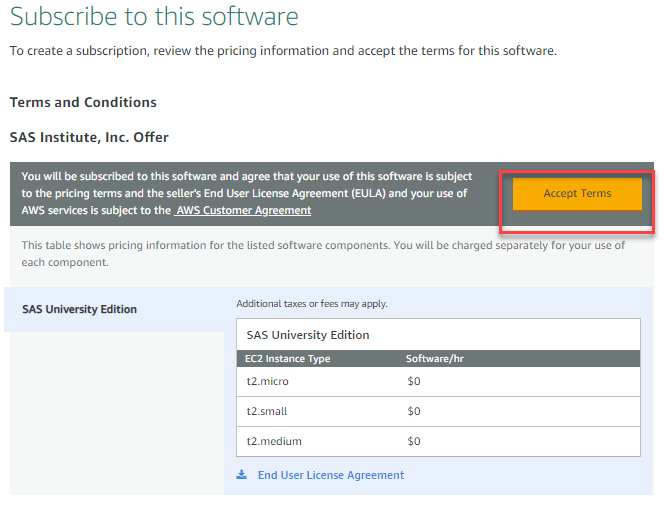 Subscribe to this software
To create a subscription, review the pricing information and accept the terms for this software.
Terms and Conditions
SAS Institute, Inc. Offer
You will be subscribed to this software and agree that your use of this software is subject
to the pricing terms and the seller's End User License Agreement (EULA) and your use of
AWS services is subject to the AWS Customer Agreement
Accept Terms
This table shows pricing information for the listed software components. You will be charged separately for your use of
each component.
SAS University Edition
Additional taxes or fees may apply.
SAS University Edition
EC2 Instance Type Software/hr
t2.micro $0
t2.small $0
t2.medium $0
End User License Agreement